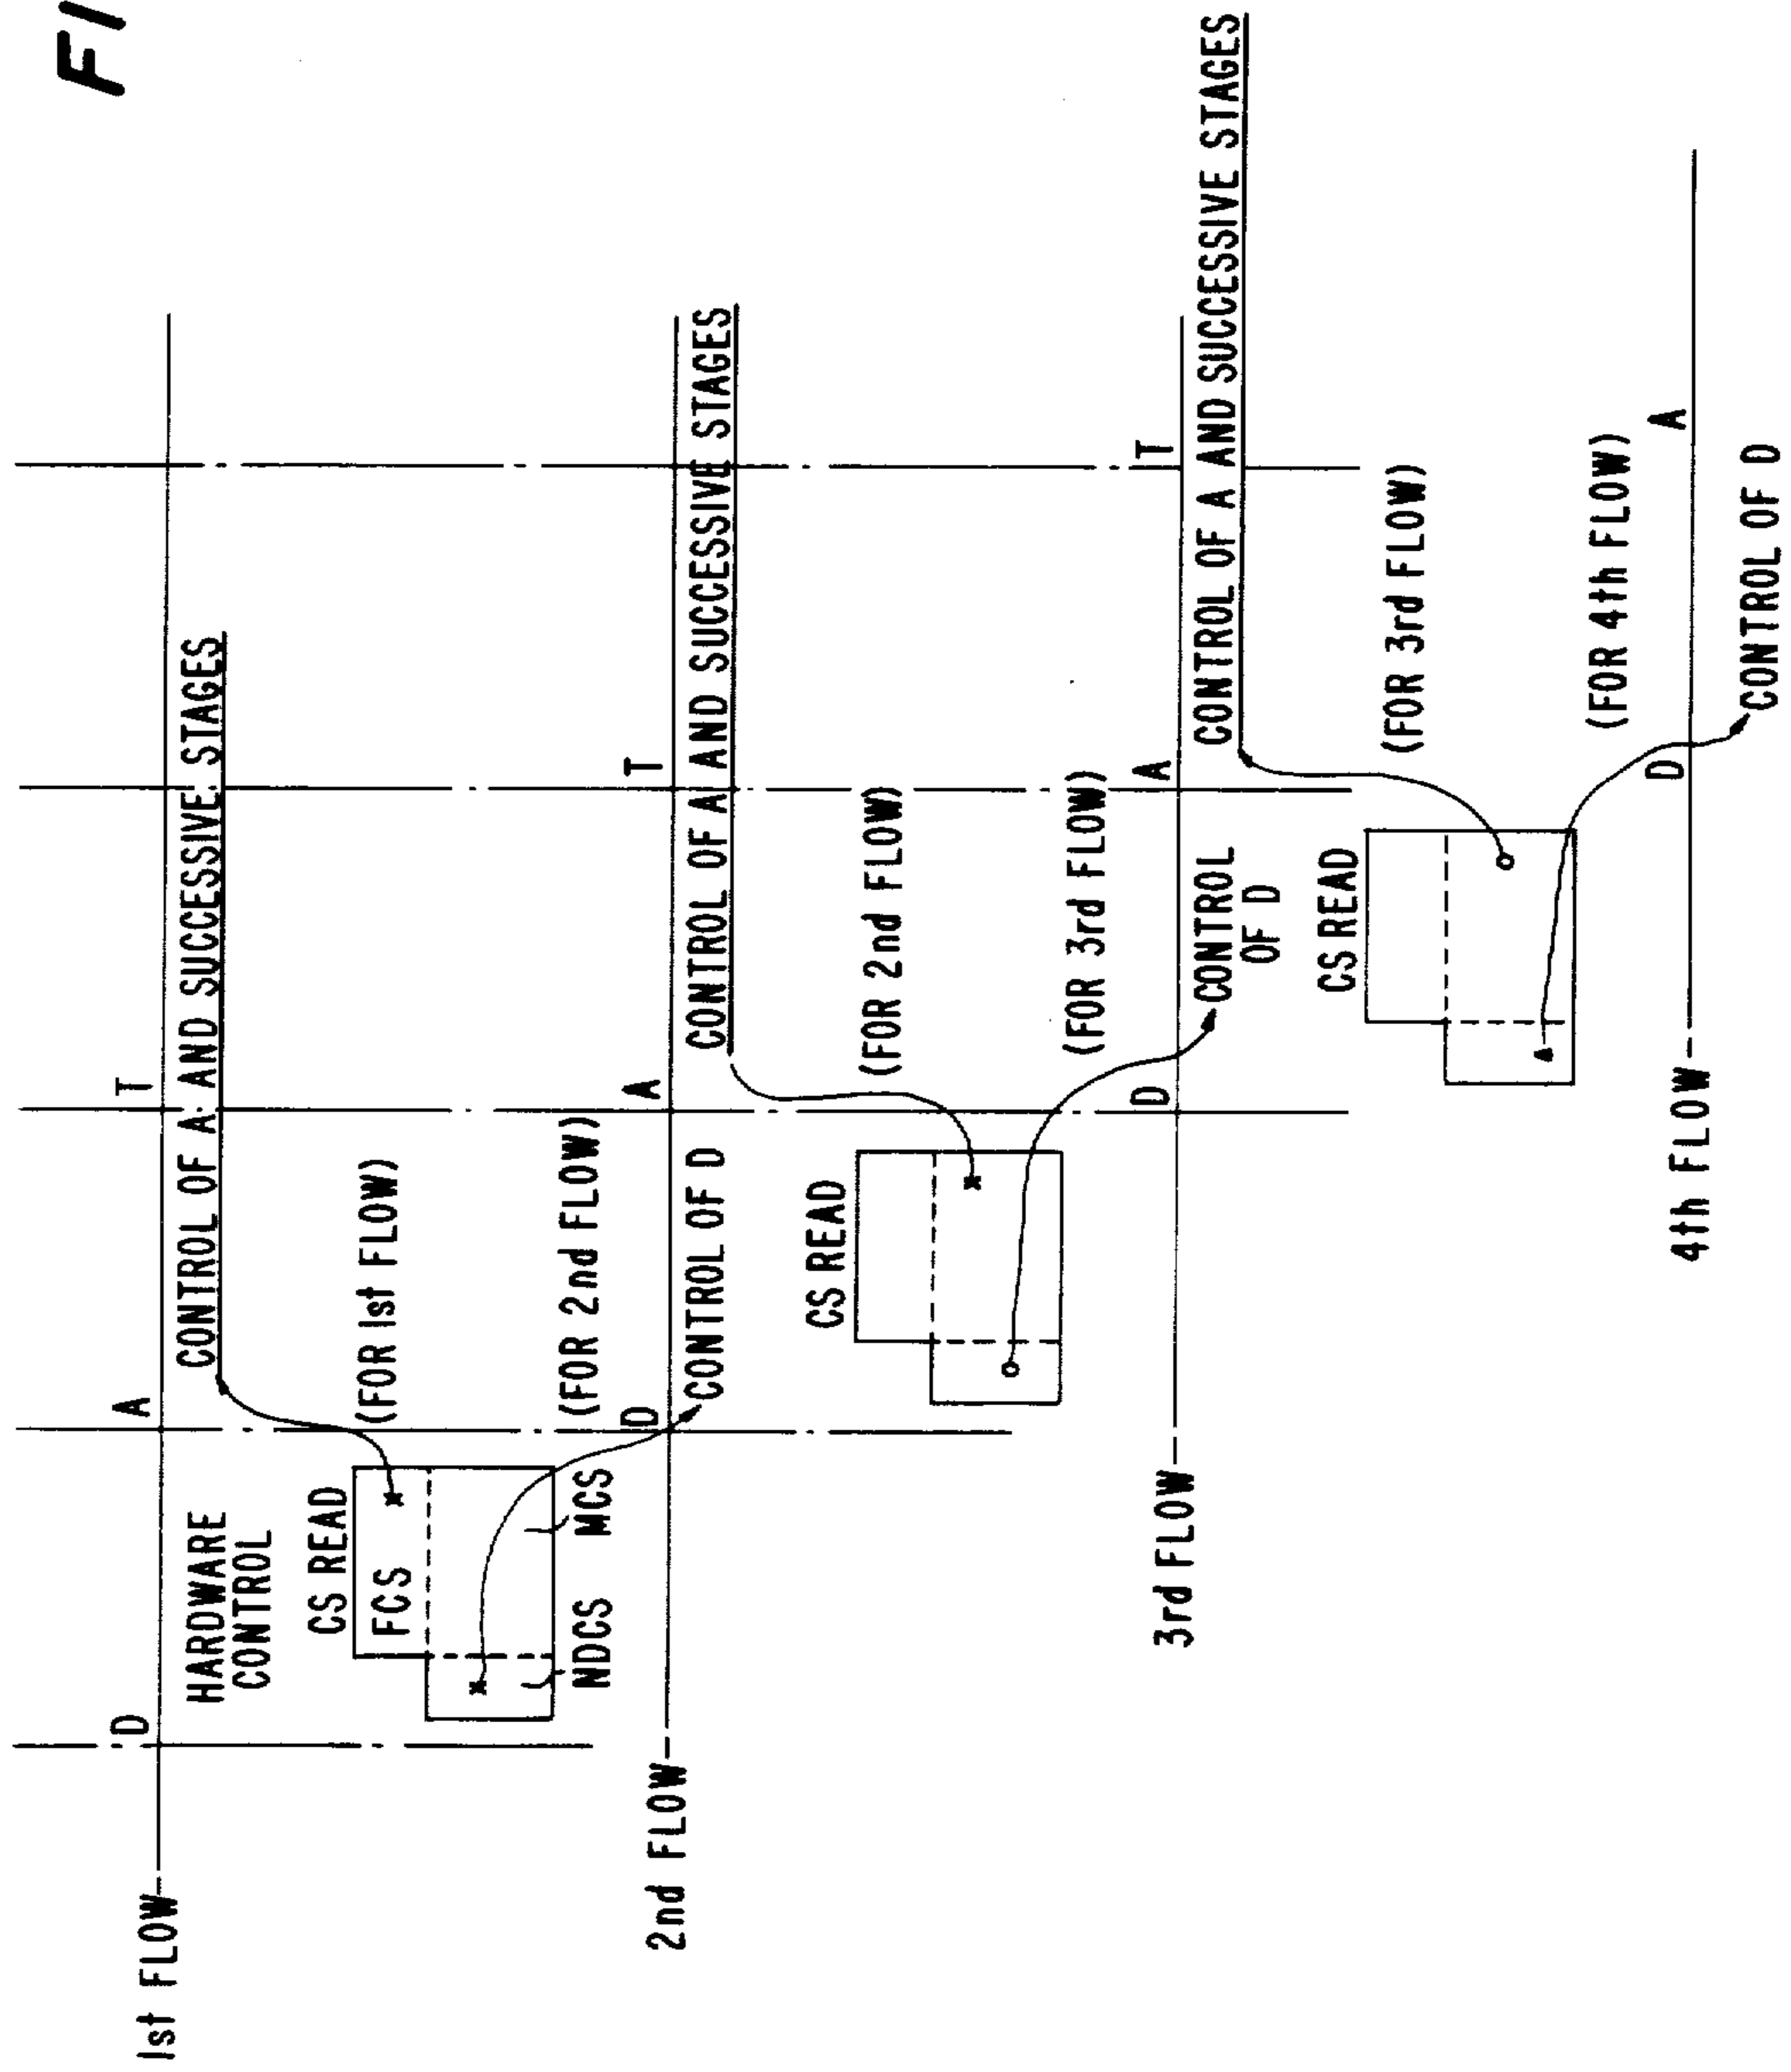 FI
1st FLOW
D
A
T
HARDWARE
CONTROL
CONTROL OF A AND SUCCESSIVE STAGES
CS READ
FCS
(FOR 1st FLOW)
NDCS
MCS
(FOR 2nd FLOW)
2nd FLOW
D
A
T
CONTROL OF D
CONTROL OF A AND SUCCESSIVE STAGES
CS READ
(FOR 2nd FLOW)
(FOR 3rd FLOW)
3rd FLOW
D
A
T
CONTROL
OF D
CONTROL OF A AND SUCCESSIVE STAGES
CS READ
(FOR 3rd FLOW)
(FOR 4th FLOW)
4th FLOW
D
A
CONTROL OF D